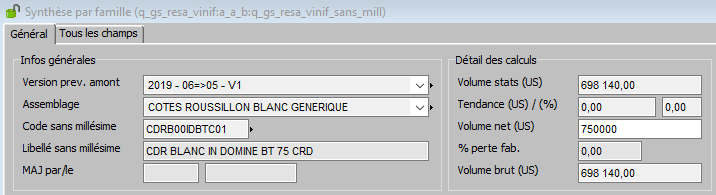 Synthèse par famille (q_gs_resa_vinif:a_a_b:q_gs_resa_vinif_sans_mill)
Général Tous les champs
Infos générales
Version prev. amont 2019 - 06=>05 - V1
Assemblage COTES ROUSSILLON BLANC GENERIQUE
Code sans millésime CDRB00IDBTC01
Libellé sans millésime CDR BLANC IN DOMINE BT 75 CRD
MAJ par/le
Détail des calculs
Volume stats (US) 698 140,00
Tendance (US) / (%) 0,00 0,00
Volume net (US) 750000
% perte fab. 0,00
Volume brut (US) 698 140,00